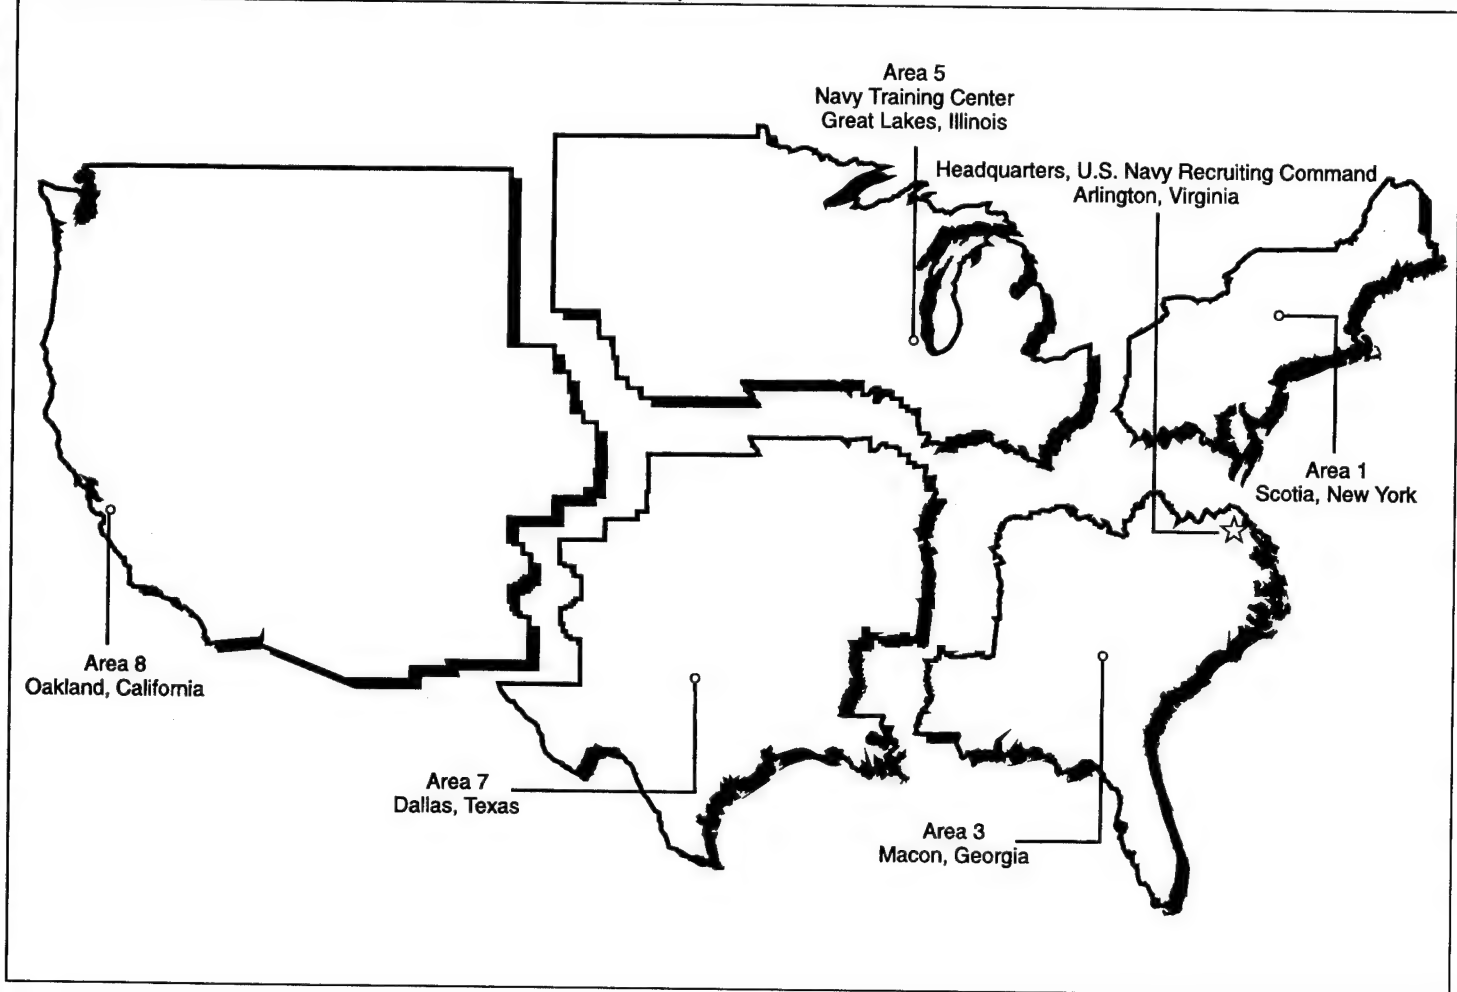 Area 5
Navy Training Center
Great Lakes, Illinois
Headquarters, U.S. Navy Recruiting Command
Arlington, Virginia
Area 1
Scotia, New York
Area 8
Oakland, California
Area 7
Dallas, Texas
Area 3
Macon, Georgia